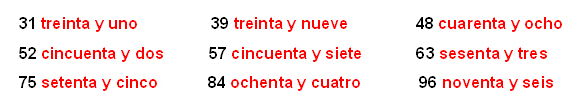 31 treinta y uno 39 treinta y nueve 48 cuarenta y ocho
52 cincuenta y dos 57 cincuenta y siete 63 sesenta y tres
75 setenta y cinco 84 ochenta y cuatro 96 noventa y seis